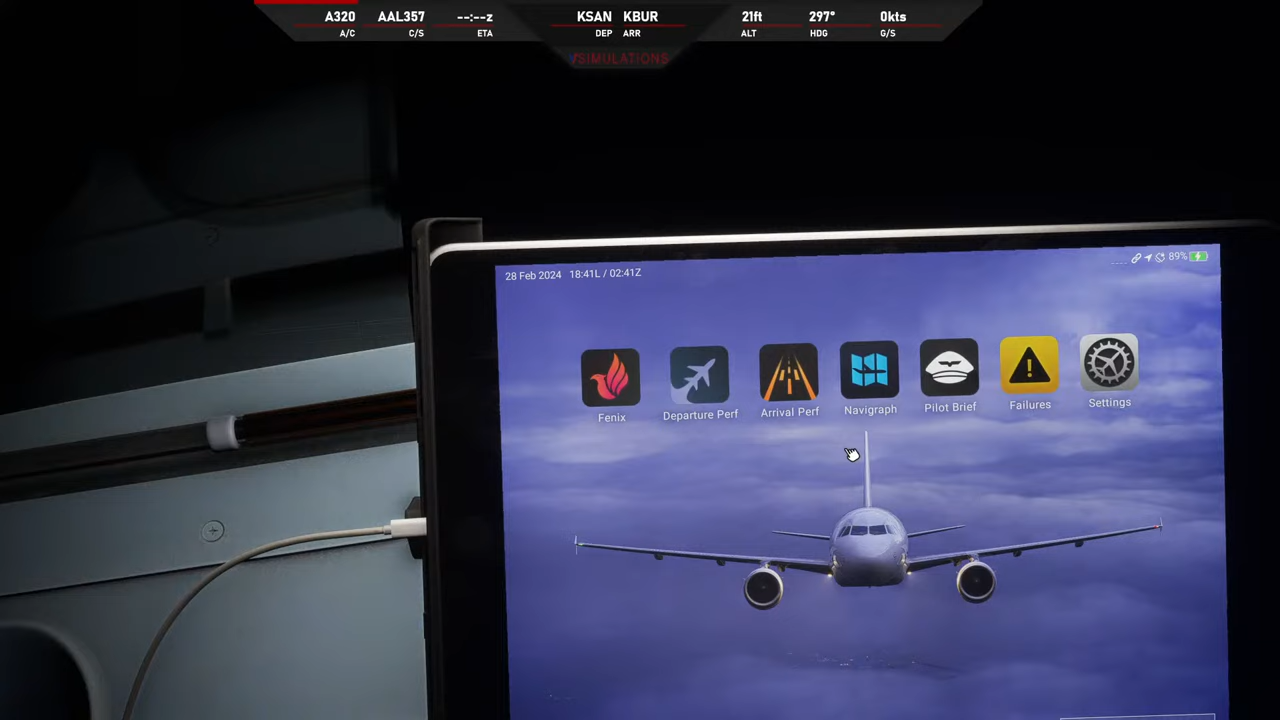 A320 AAL357 --:--z KSAN KBUR 21ft 297° 0kts
A/C C/S ETA DEP ARR ALT HDG G/S
VSIMULATIONS
28 Feb 2024 18:41L / 02:41Z 89%
Fenix Departure Perf Arrival Perf Navigraph Pilot Brief Failures Settings